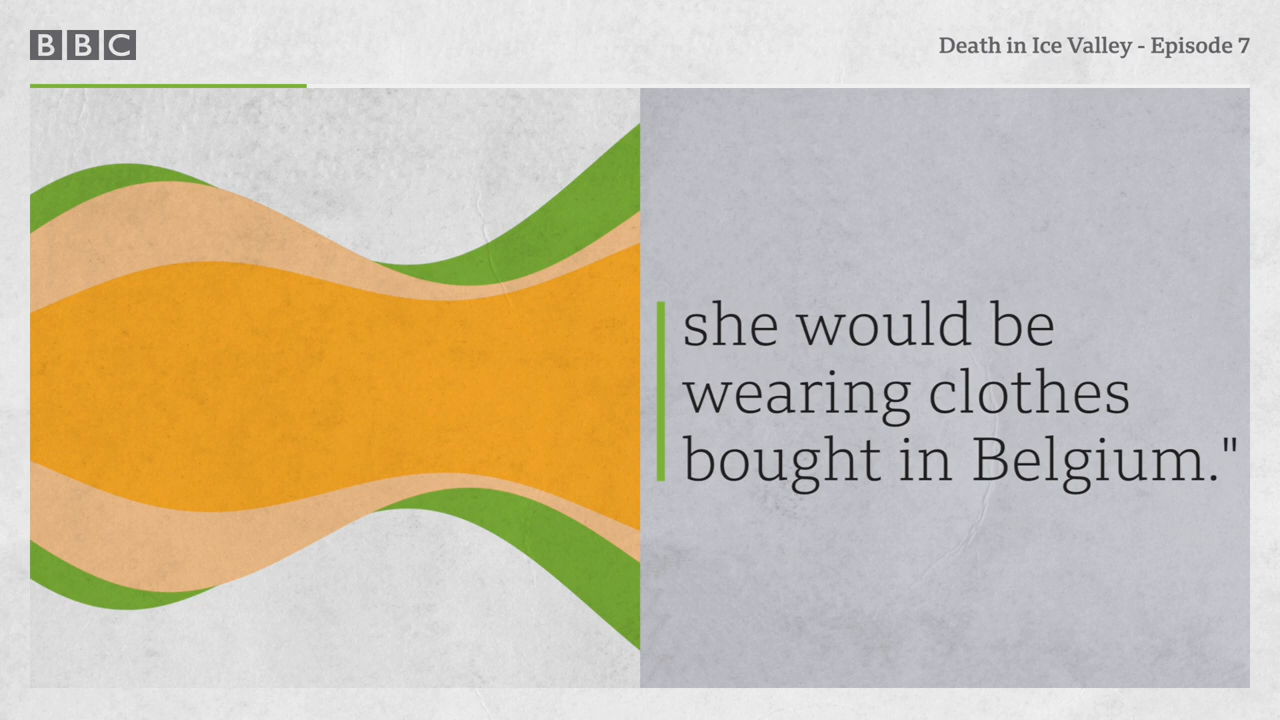 BBC
Death in Ice Valley - Episode 7
she would be
wearing clothes
bought in Belgium."